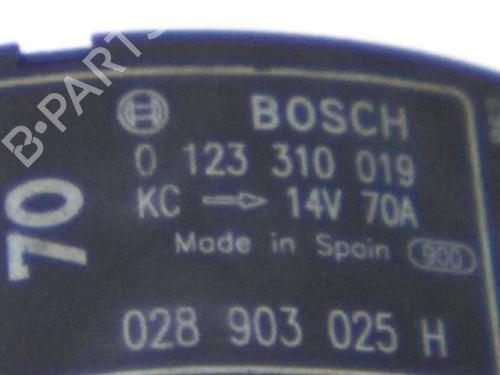 B-PARTS
BOSCH
0 123 310 019
KC → 14V 70A
Made in Spain 900
028 903 025 H
70